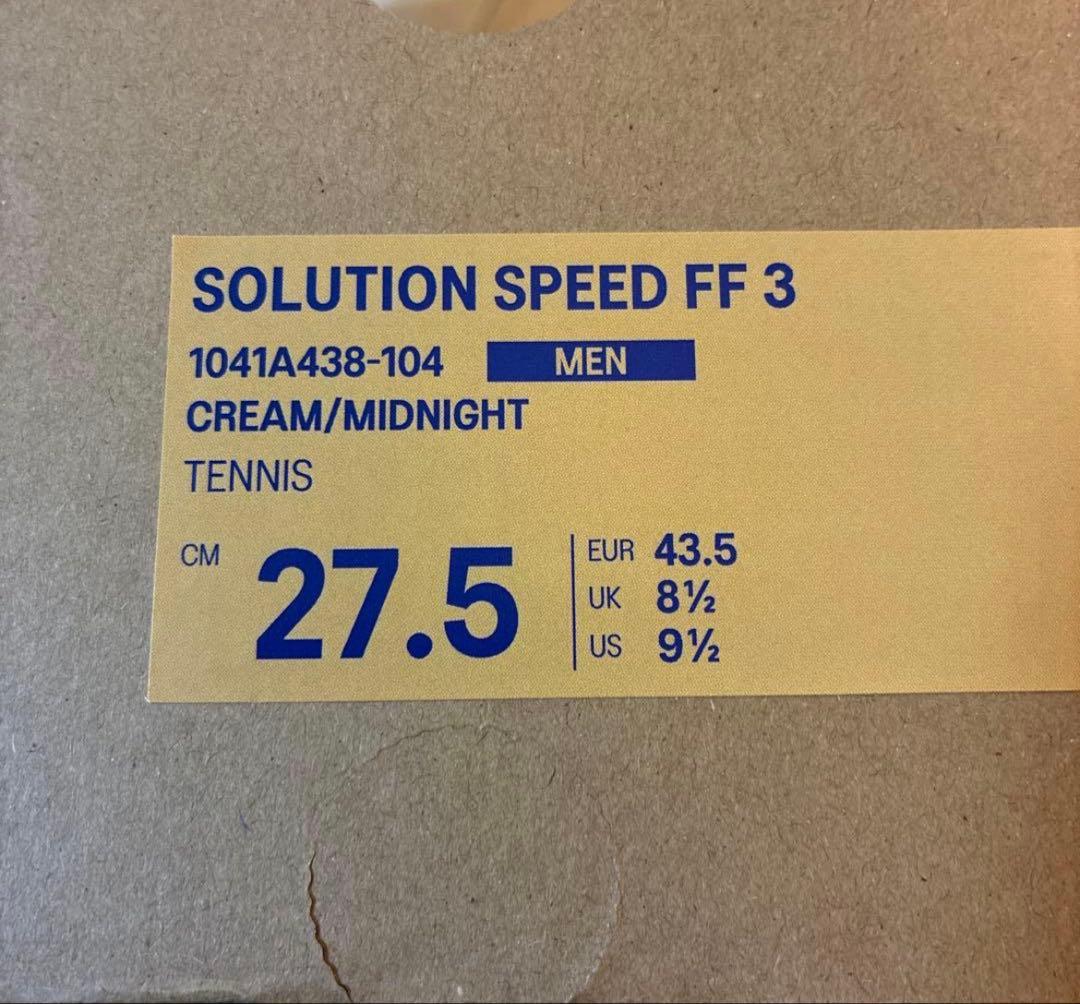 SOLUTION SPEED FF 3
1041A438-104 MEN
CREAM/MIDNIGHT
TENNIS
CM 27.5
EUR 43.5
UK 8½
US 9½